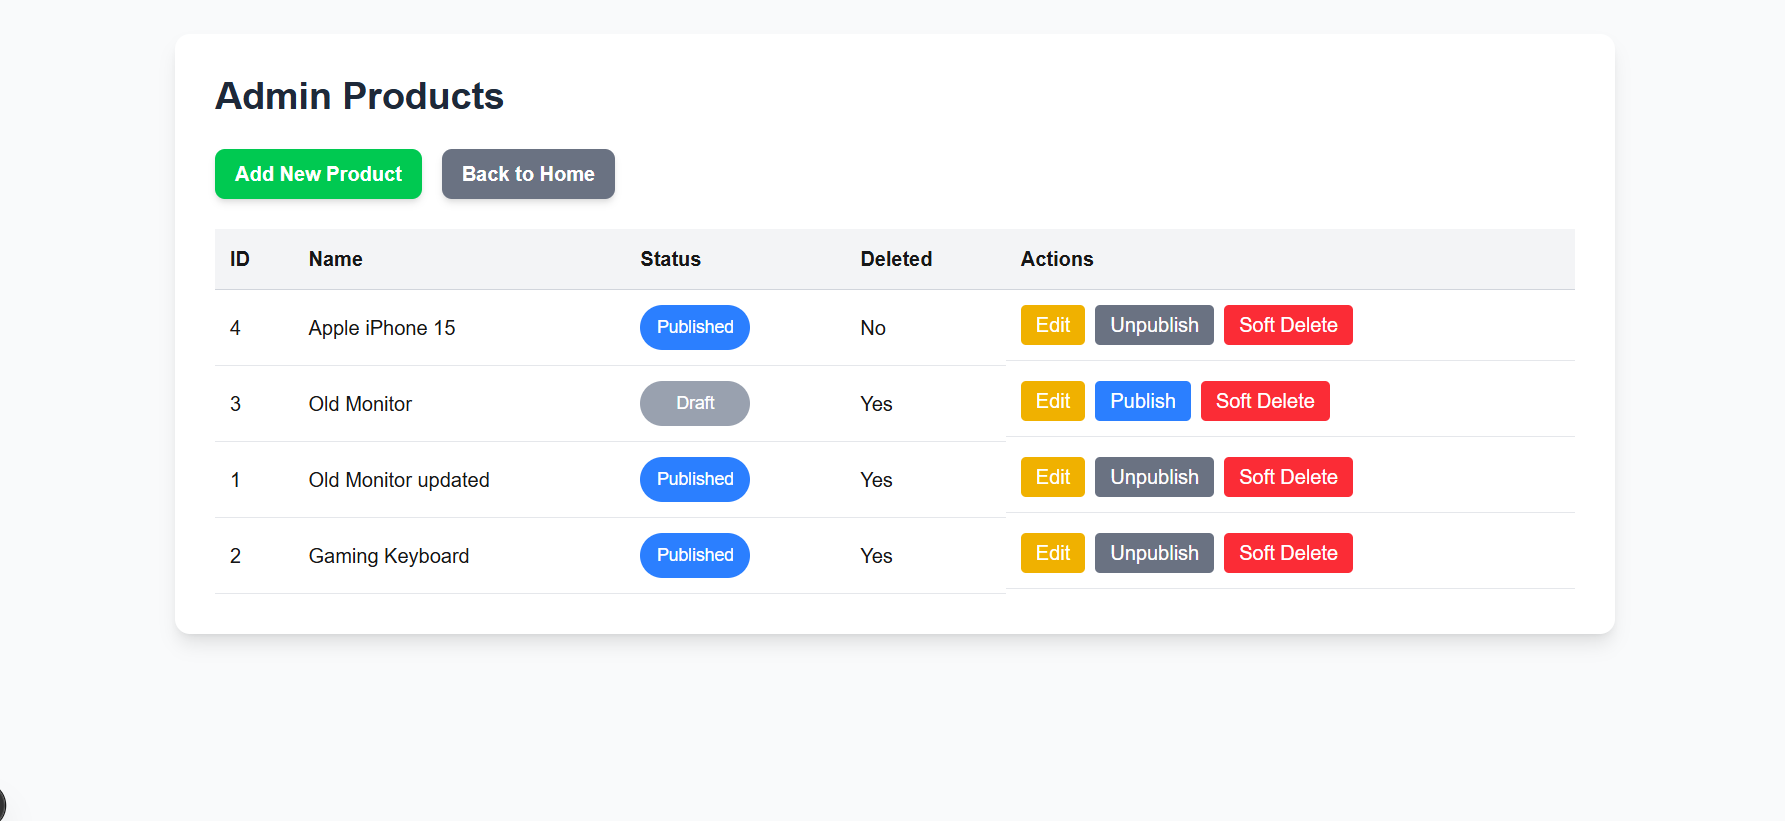 Admin Products
Add New Product Back to Home
ID Name Status Deleted Actions
4 Apple iPhone 15 Published No Edit Unpublish Soft Delete
3 Old Monitor Draft Yes Edit Publish Soft Delete
1 Old Monitor updated Published Yes Edit Unpublish Soft Delete
2 Gaming Keyboard Published Yes Edit Unpublish Soft Delete